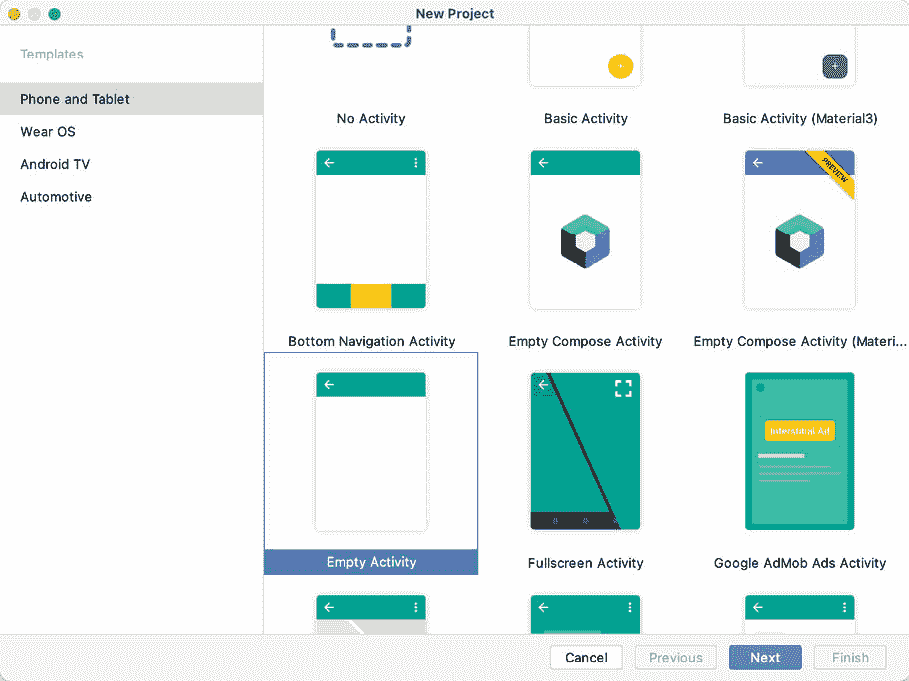 New Project
Templates
Phone and Tablet
Wear OS
Android TV
Automotive
No Activity
Basic Activity
Basic Activity (Material3)
PREVIEW
Bottom Navigation Activity
Empty Compose Activity
Empty Compose Activity (Materi...
Interstitial Ad
Empty Activity
Fullscreen Activity
Google AdMob Ads Activity
Cancel
Previous
Next
Finish